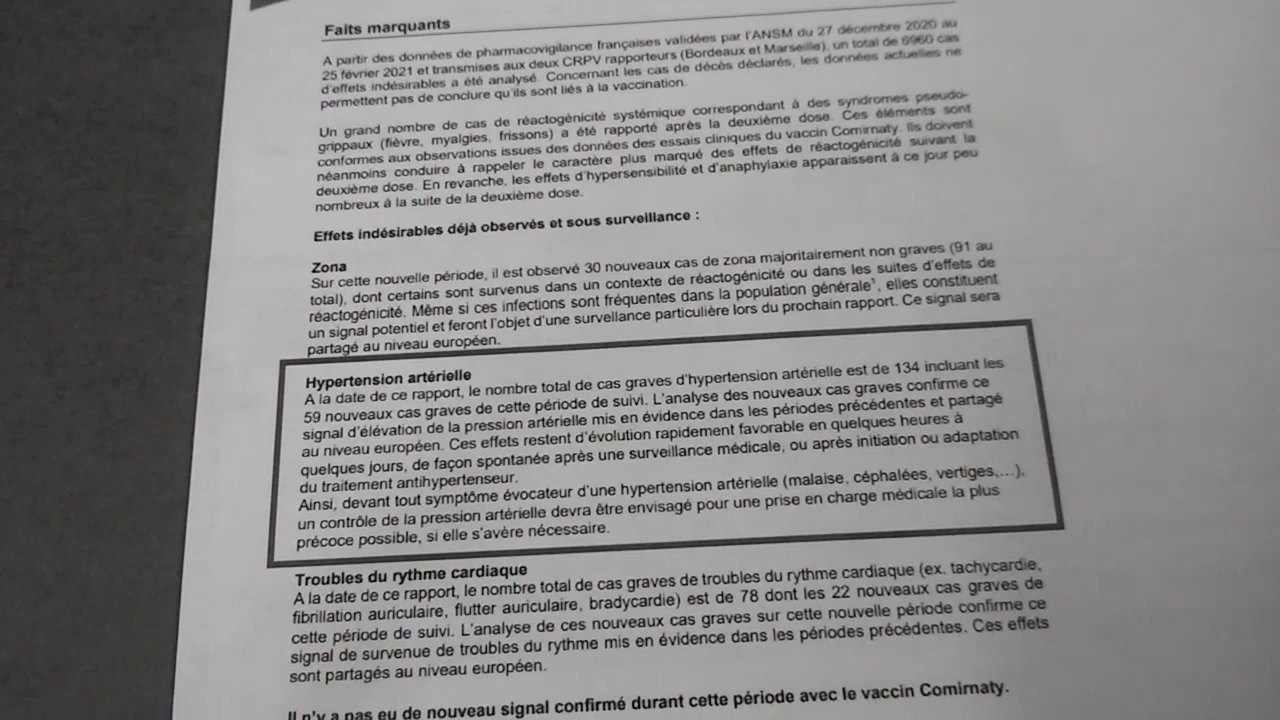 Faits marquants
A partir des données de pharmacovigilance françaises validées par l'ANSM du 27 décembre 2020 au
25 février 2021 et transmises aux deux CRPV rapporteurs (Bordeaux et Marseille), un total de 6960 cas
d'effets indésirables a été analysé. Concernant les cas de décès déclarés, les données actuelles ne
permettent pas de conclure qu'ils sont liés à la vaccination.
Un grand nombre de cas de réactogénicité systémique correspondant à des syndromes pseudo-
grippaux (fièvre, myalgies, frissons) a été rapporté après la deuxième dose. Ces éléments sont
conformes aux observations issues des données des essais cliniques du vaccin Comirnaty. Ils doivent
néanmoins conduire à rappeler le caractère plus marqué des effets de réactogénicité suivant la
deuxième dose. En revanche, les effets d'hypersensibilité et d'anaphylaxie apparaissent à ce jour peu
nombreux à la suite de la deuxième dose.
Effets indésirables déjà observés et sous surveillance :
Zona
Sur cette nouvelle période, il est observé 30 nouveaux cas de zona majoritairement non graves (91 au
total), dont certains sont survenus dans un contexte de réactogénicité ou dans les suites d'effets de
réactogénicité. Même si ces infections sont fréquentes dans la population générale¹, elles constituent
un signal potentiel et feront l'objet d'une surveillance particulière lors du prochain rapport. Ce signal sera
partagé au niveau européen.
Hypertension artérielle
A la date de ce rapport, le nombre total de cas graves d'hypertension artérielle est de 134 incluant les
59 nouveaux cas graves de cette période de suivi. L'analyse des nouveaux cas graves confirme ce
signal d'élévation de la pression artérielle mis en évidence dans les périodes précédentes et partagé
au niveau européen. Ces effets restent d'évolution rapidement favorable en quelques heures à
quelques jours, de façon spontanée après une surveillance médicale, ou après initiation ou adaptation
du traitement antihypertenseur.
Ainsi, devant tout symptôme évocateur d'une hypertension artérielle (malaise, céphalées, vertiges,...),
un contrôle de la pression artérielle devra être envisagé pour une prise en charge médicale la plus
précoce possible, si elle s'avère nécessaire.
Troubles du rythme cardiaque
A la date de ce rapport, le nombre total de cas graves de troubles du rythme cardiaque (ex. tachycardie,
fibrillation auriculaire, flutter auriculaire, bradycardie) est de 78 dont les 22 nouveaux cas graves de
cette période de suivi. L'analyse de ces nouveaux cas graves sur cette nouvelle période confirme ce
signal de survenue de troubles du rythme mis en évidence dans les périodes précédentes. Ces effets
sont partagés au niveau européen.
Il n'y a pas eu de nouveau signal confirmé durant cette période avec le vaccin Comirnaty.